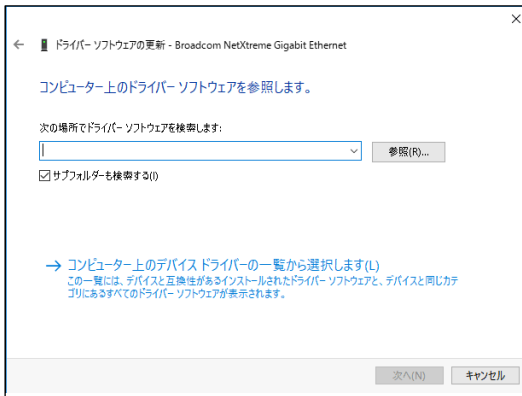 ドライバー ソフトウェアの更新 - Broadcom NetXtreme Gigabit Ethernet
コンピューター上のドライバー ソフトウェアを参照します。
次の場所でドライバー ソフトウェアを検索します:
参照(R)...
サブフォルダーも検索する(I)
コンピューター上のデバイス ドライバーの一覧から選択します(L)
この一覧には、デバイスと互換性があるインストールされたドライバー ソフトウェアと、デバイスと同じカテ
ゴリにあるすべてのドライバー ソフトウェアが表示されます。
次へ(N)
キャンセル